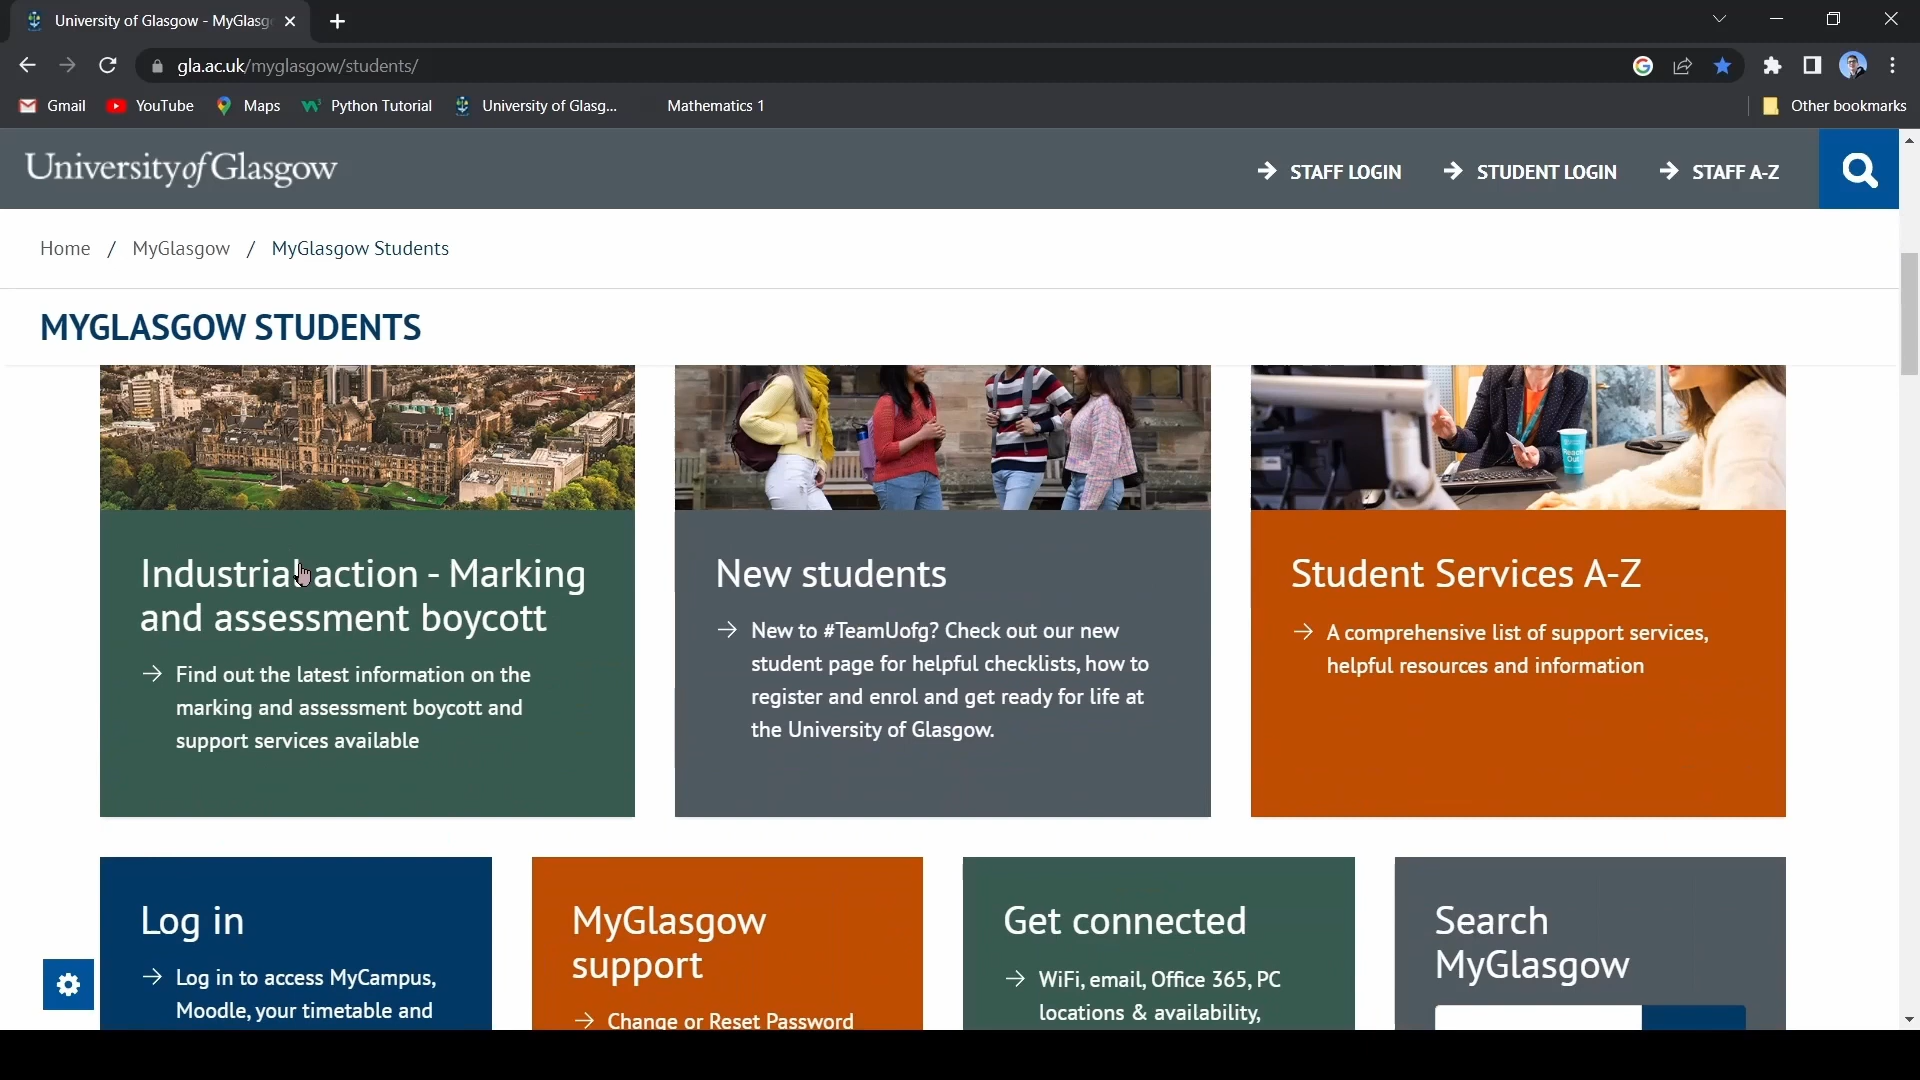 University of Glasgow - MyGlasg
gla.ac.uk/myglasgow/students/
Gmail
YouTube
Maps
Python Tutorial
University of Glasg...
Mathematics 1
Other bookmarks
University of Glasgow
STAFF LOGIN
STUDENT LOGIN
STAFF A-Z
Home / MyGlasgow / MyGlasgow Students
MYGLASGOW STUDENTS
Industrial action - Marking
and assessment boycott
Find out the latest information on the
marking and assessment boycott and
support services available
New students
New to #TeamUofg? Check out our new
student page for helpful checklists, how to
register and enrol and get ready for life at
the University of Glasgow.
Student Services A-Z
A comprehensive list of support services,
helpful resources and information
Log in
Log in to access MyCampus,
Moodle, your timetable and
MyGlasgow
support
Change or Reset Password
Get connected
WiFi, email, Office 365, PC
locations & availability,
Search
MyGlasgow